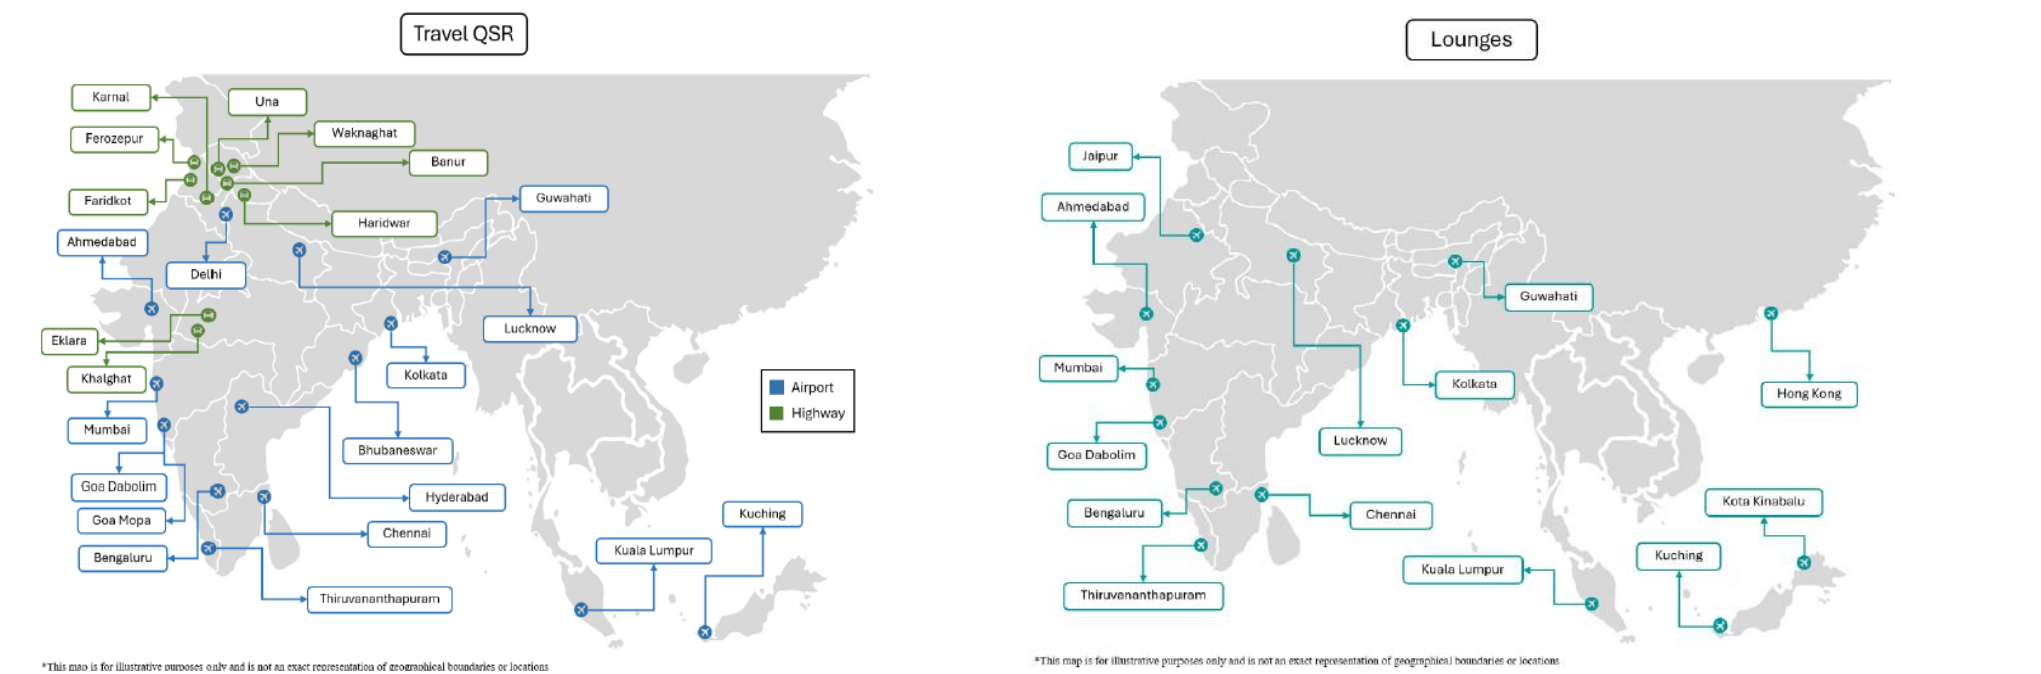 Travel QSR
Karnal
Una
Ferozepur
Waknaghat
Banur
Faridkot
Guwahati
Haridwar
Ahmedabad
Delhi
Lucknow
Eklara
Khalghat
Kolkata
Airport
Highway
Mumbai
Bhubaneswar
Goa Dabolim
Hyderabad
Goa Mopa
Chennai
Kuching
Bengaluru
Kuala Lumpur
Thiruvananthapuram
*This map is for illustrative purposes only and is not an exact representation of geographical boundaries or locations
Lounges
Jaipur
Ahmedabad
Guwahati
Mumbai
Kolkata
Hong Kong
Goa Dabolim
Lucknow
Bengaluru
Chennai
Kota Kinabalu
Kuching
Kuala Lumpur
Thiruvananthapuram
*This map is for illustrative purposes only and is not an exact representation of geographical boundaries or locations